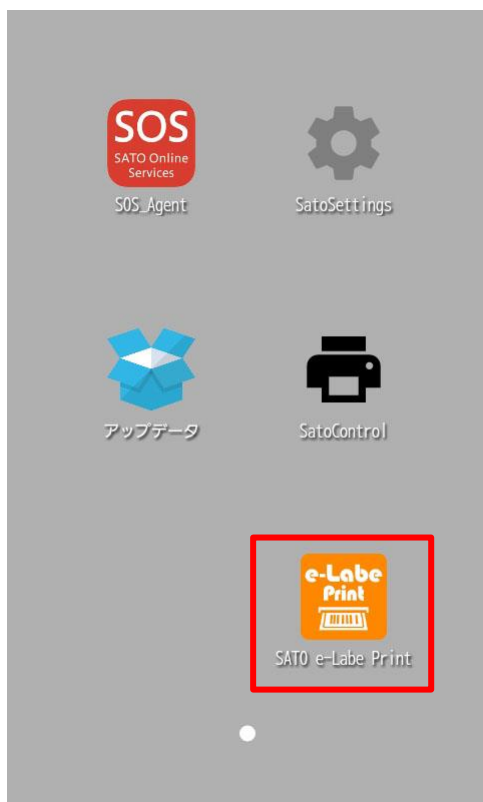 SOS
SATO Online
Services
SOS_Agent
SatoSettings
アップデータ
SatoControl
e-Labe
Print
SATO e-Labe Print